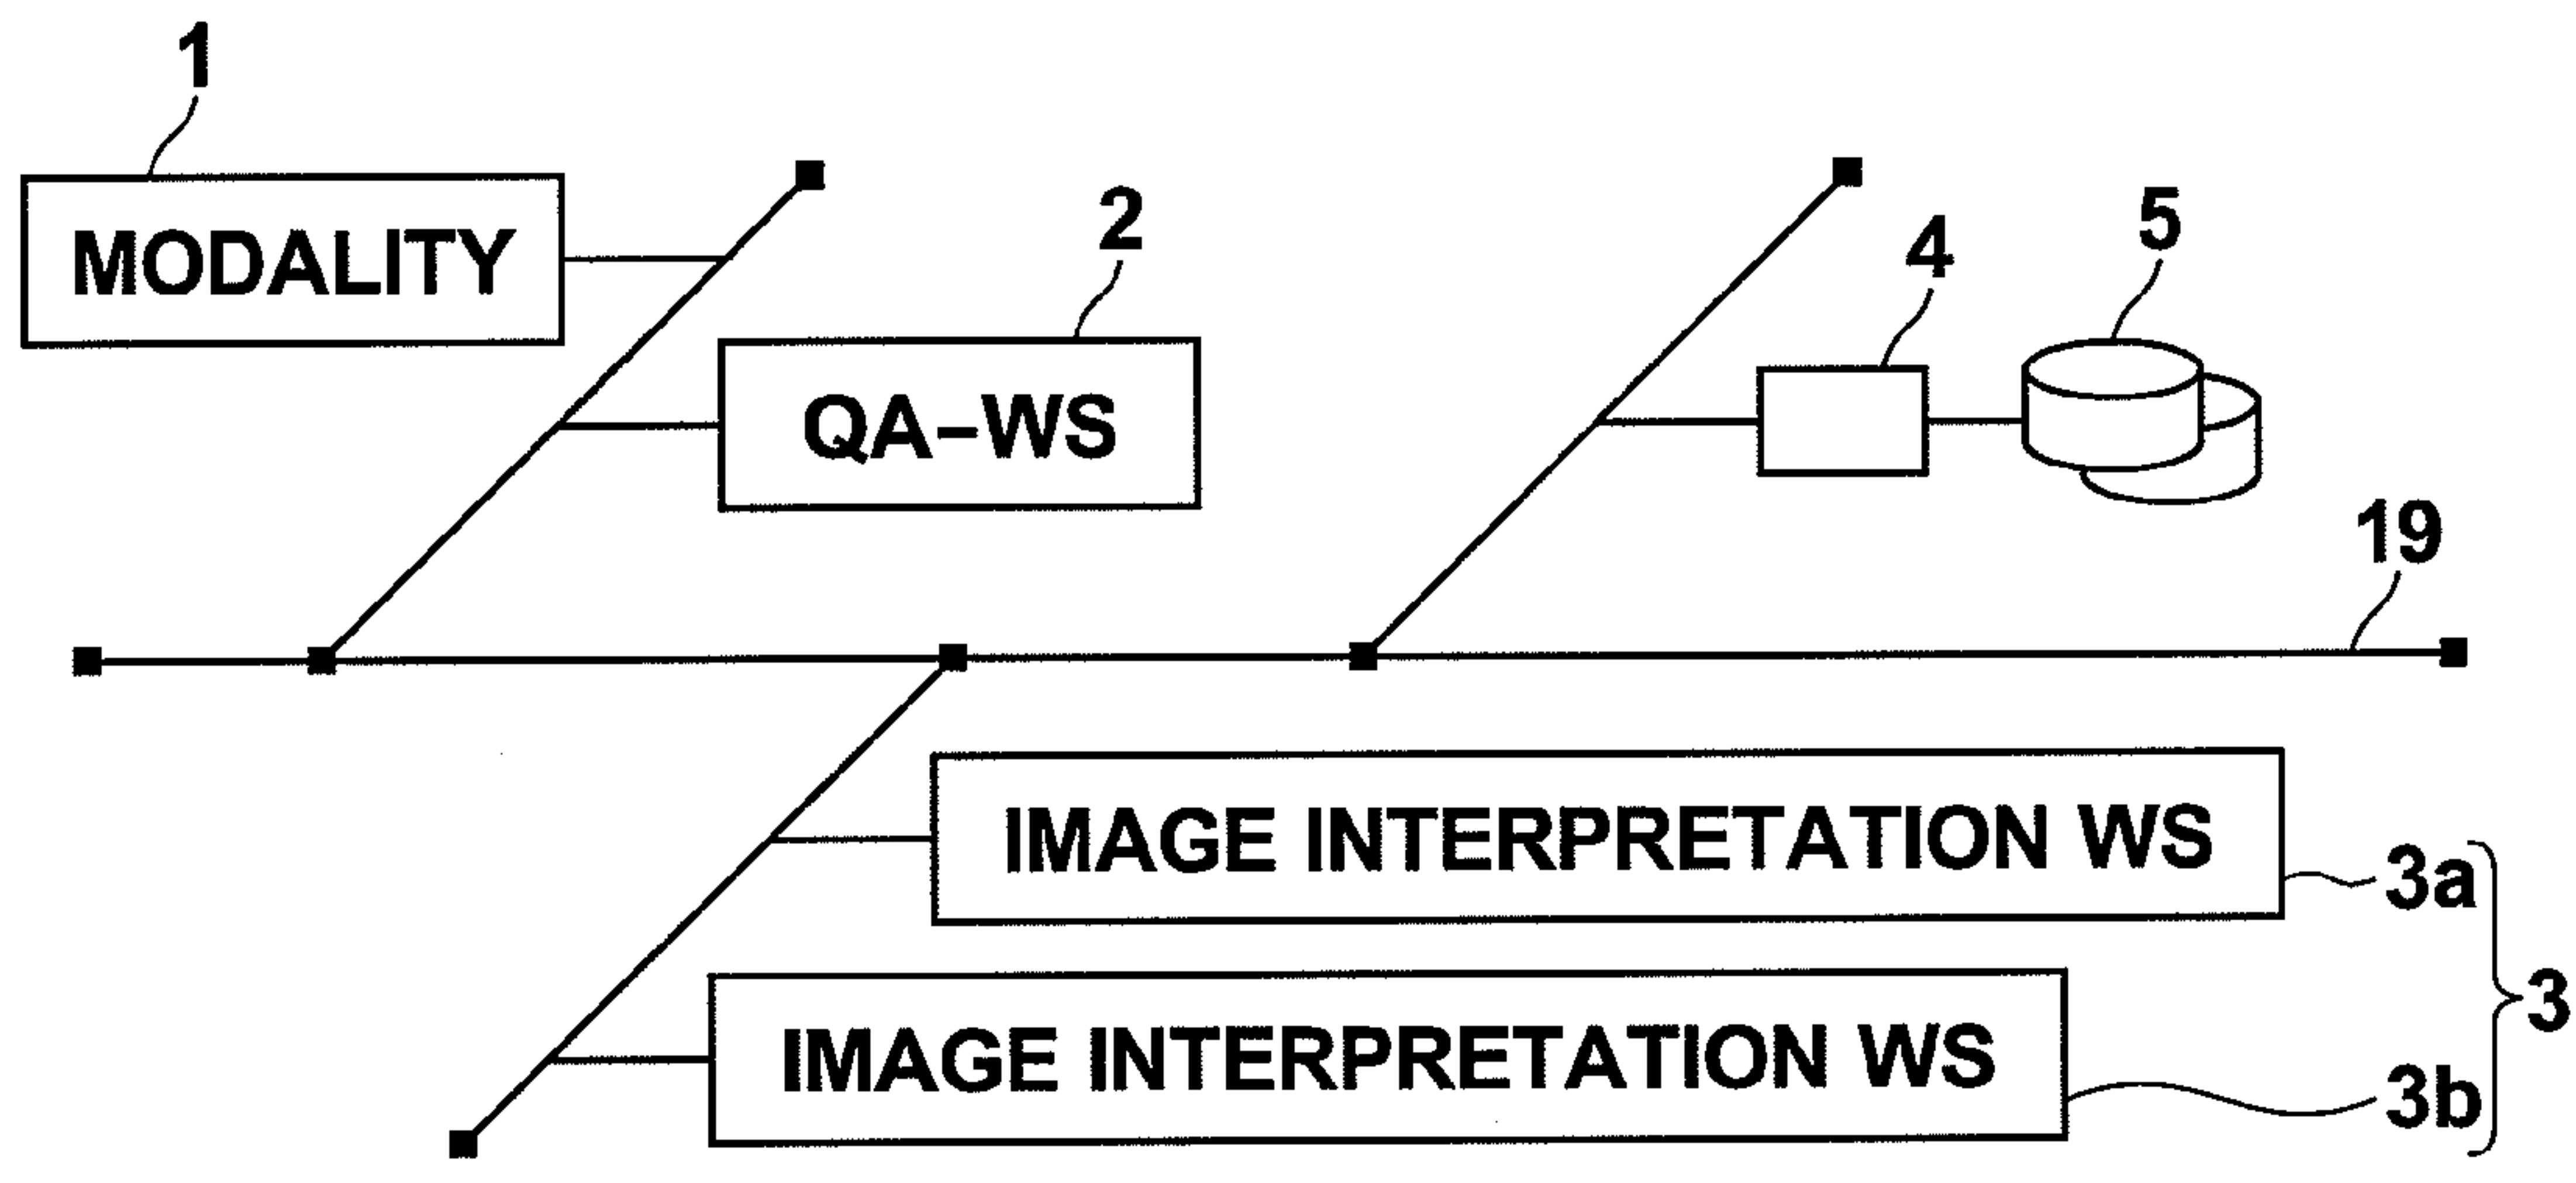 1
MODALITY
2
QA-WS
4
5
19
IMAGE INTERPRETATION WS
3a
3
IMAGE INTERPRETATION WS
3b